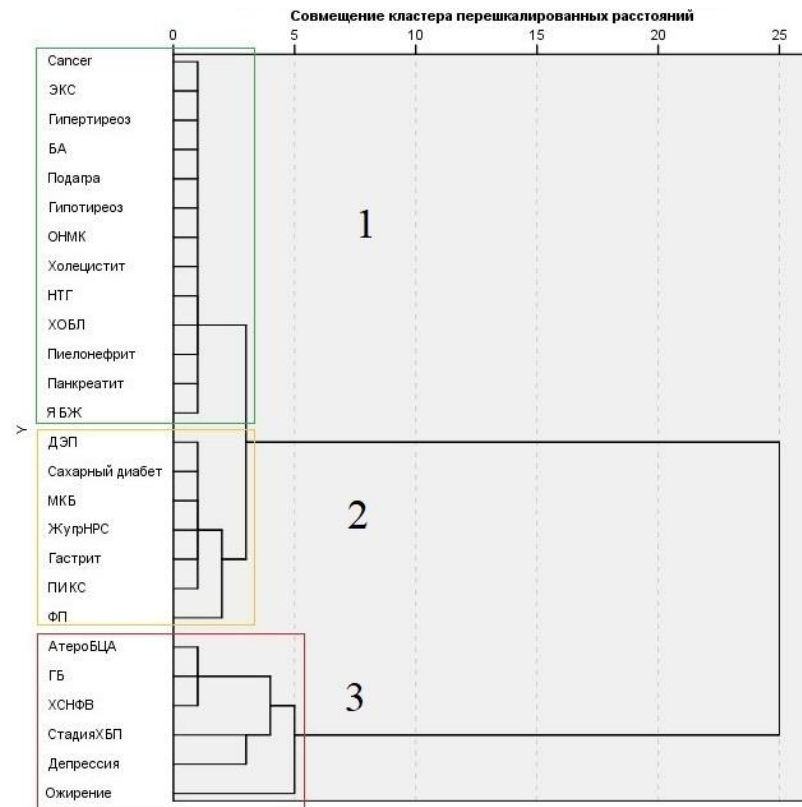 Совмещение кластера перешкалированных расстояний
0 5 10 15 20 25
Cancer
ЭКС
Гипертиреоз
БА
Подагра
Гипотиреоз
ОНМК
Холецистит
НТГ
ХОБЛ
Пиелонефрит
Панкреатит
ЯБЖ
1
Y
ДЭП
Сахарный диабет
МКБ
ЖугрНРС
Гастрит
ПИКС
ФП
2
АтероБЦА
ГБ
ХСНФВ
СтадияХБП
Депрессия
Ожирение
3